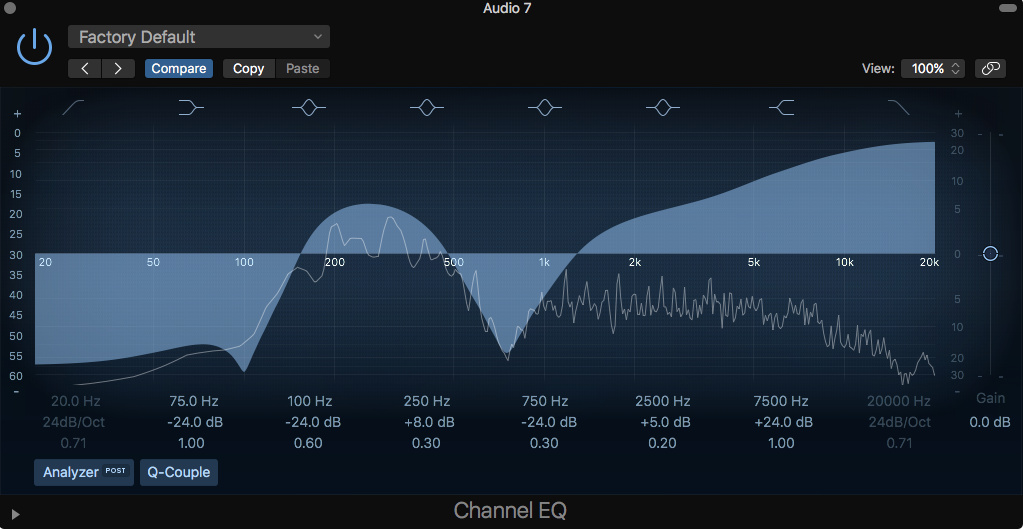 Audio 7
Factory Default
Compare Copy Paste View: 100%
+ +
0 30
5 20
10 10
15
20 5
25
30 20 50 100 200 500 1k 2k 5k 10k 20k 0
35
40 5
45
50 10
55 20
60 30
- -
20.0 Hz 75.0 Hz 100 Hz 250 Hz 750 Hz 2500 Hz 7500 Hz 20000 Hz Gain
24dB/Oct -24.0 dB -24.0 dB +8.0 dB -24.0 dB +5.0 dB +24.0 dB 24dB/Oct 0.0 dB
0.71 1.00 0.60 0.30 0.30 0.20 1.00 0.71
Analyzer POST Q-Couple
Channel EQ